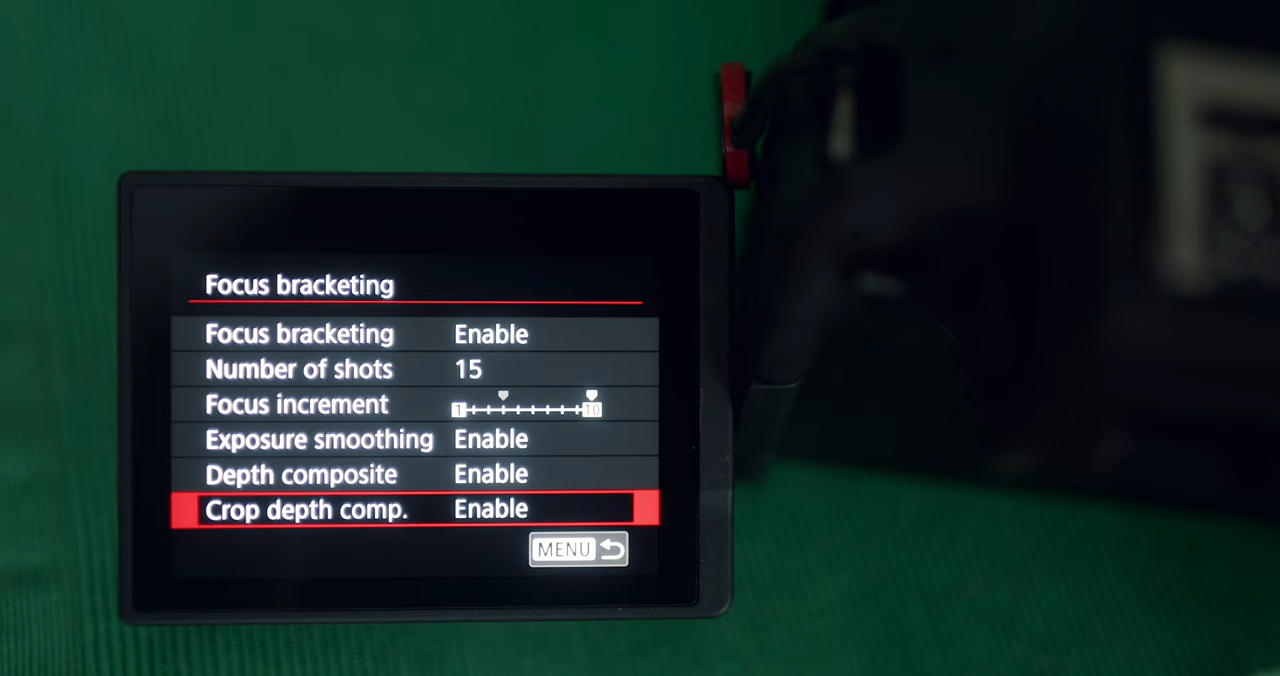 Focus bracketing
Focus bracketing Enable
Number of shots 15
Focus increment 1 10
Exposure smoothing Enable
Depth composite Enable
Crop depth comp. Enable
MENU